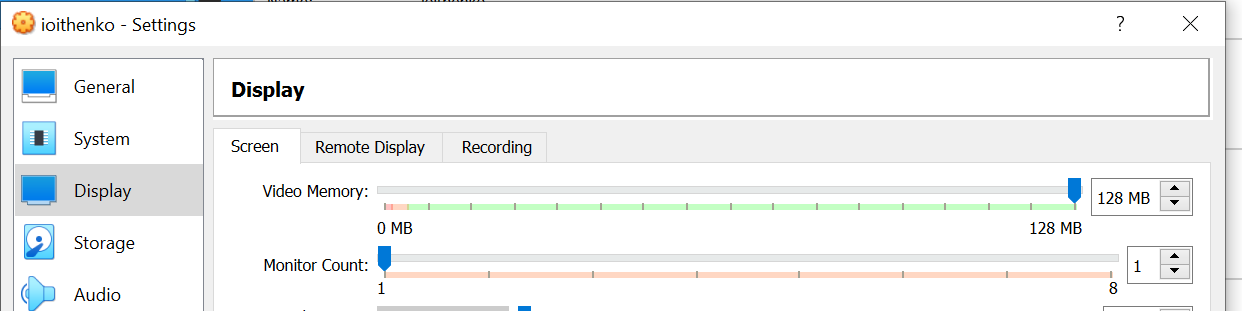 ioithenko - Settings
?
General
System
Display
Storage
Audio
Display
Screen
Remote Display
Recording
Video Memory:
128 MB
0 MB
128 MB
Monitor Count:
1
1
8